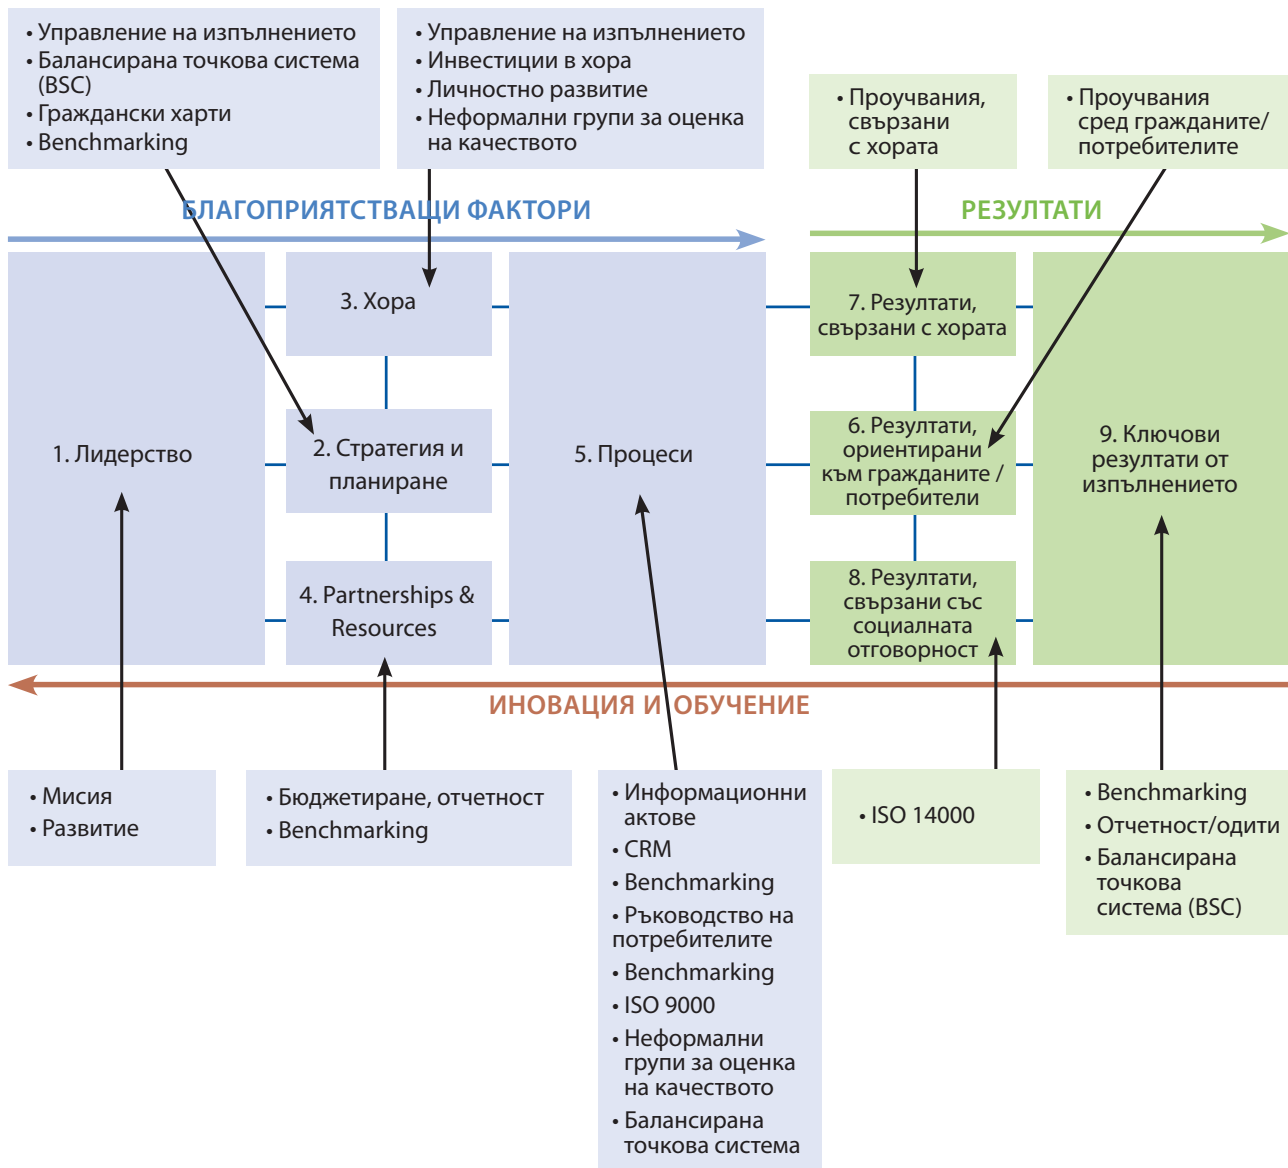 • Управление на изпълнението
• Балансирана точкова система
(BSC)
• Граждански харти
• Benchmarking
• Управление на изпълнението
• Инвестиции в хора
• Личностно развитие
• Неформални групи за оценка
на качеството
• Проучвания,
свързани
с хората
• Проучвания
сред гражданите/
потребителите
БЛАГОПРИЯТСТВАЩИ ФАКТОРИ
РЕЗУЛТАТИ
1. Лидерство
3. Хора
2. Стратегия и
планиране
4. Partnerships &
Resources
5. Процеси
7. Резултати,
свързани с хората
6. Резултати,
ориентирани
към гражданите /
потребители
8. Резултати,
свързани със
социалната
отговорност
9. Ключови
резултати от
изпълнението
ИНОВАЦИЯ И ОБУЧЕНИЕ
• Мисия
• Развитие
• Бюджетиране, отчетност
• Benchmarking
• Информационни
актове
• CRM
• Benchmarking
• Ръководство на
потребителите
• Benchmarking
• ISO 9000
• Неформални
групи за оценка
на качеството
• Балансирана
точкова система
• ISO 14000
• Benchmarking
• Отчетност/одити
• Балансирана
точкова
система (BSC)